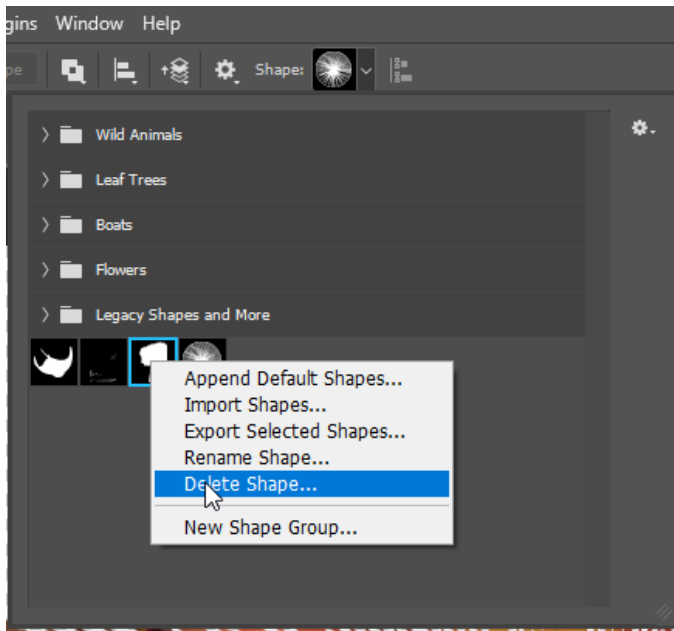 gins Window Help
pe Shape:
Wild Animals
Leaf Trees
Boats
Flowers
Legacy Shapes and More
Append Default Shapes...
Import Shapes...
Export Selected Shapes...
Rename Shape...
Delete Shape...
New Shape Group...